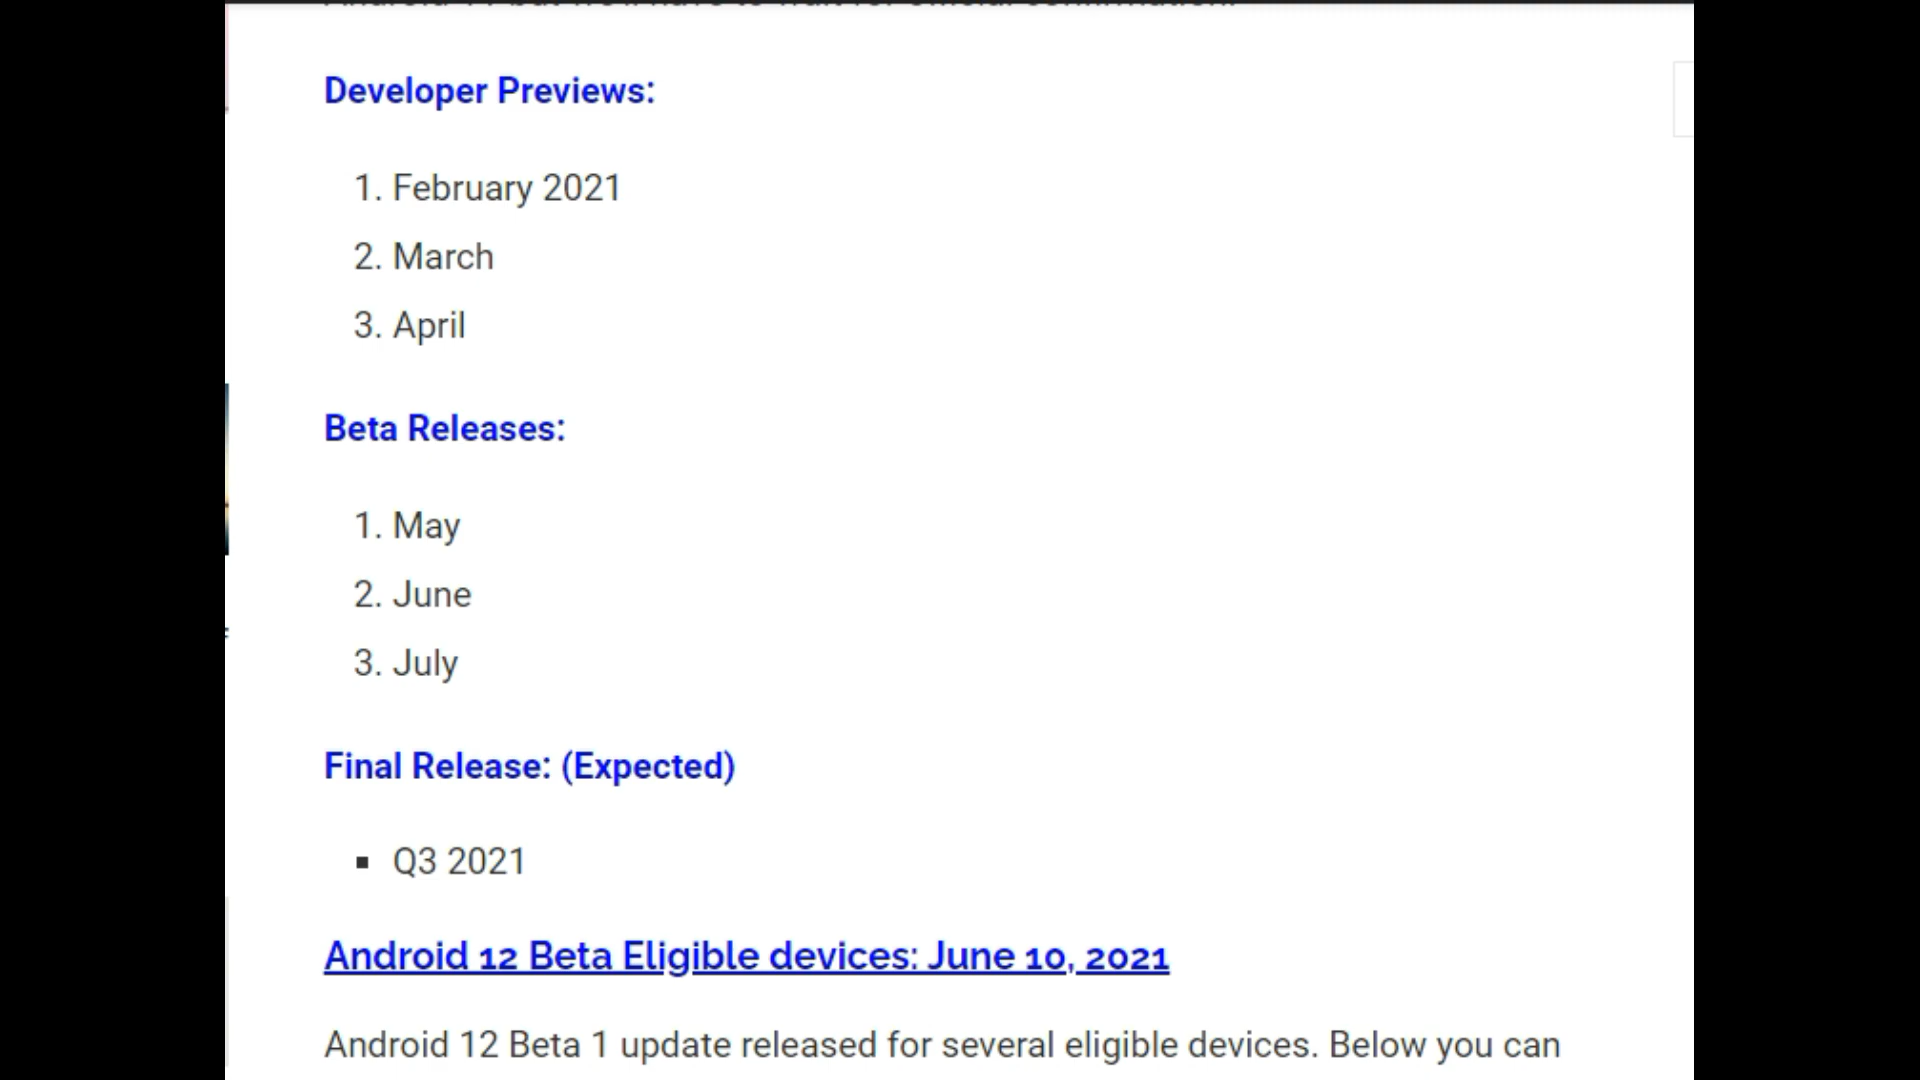 Developer Previews:
1. February 2021
2. March
3. April
Beta Releases:
1. May
2. June
3. July
Final Release: (Expected)
▪ Q3 2021
Android 12 Beta Eligible devices: June 10, 2021
Android 12 Beta 1 update released for several eligible devices. Below you can